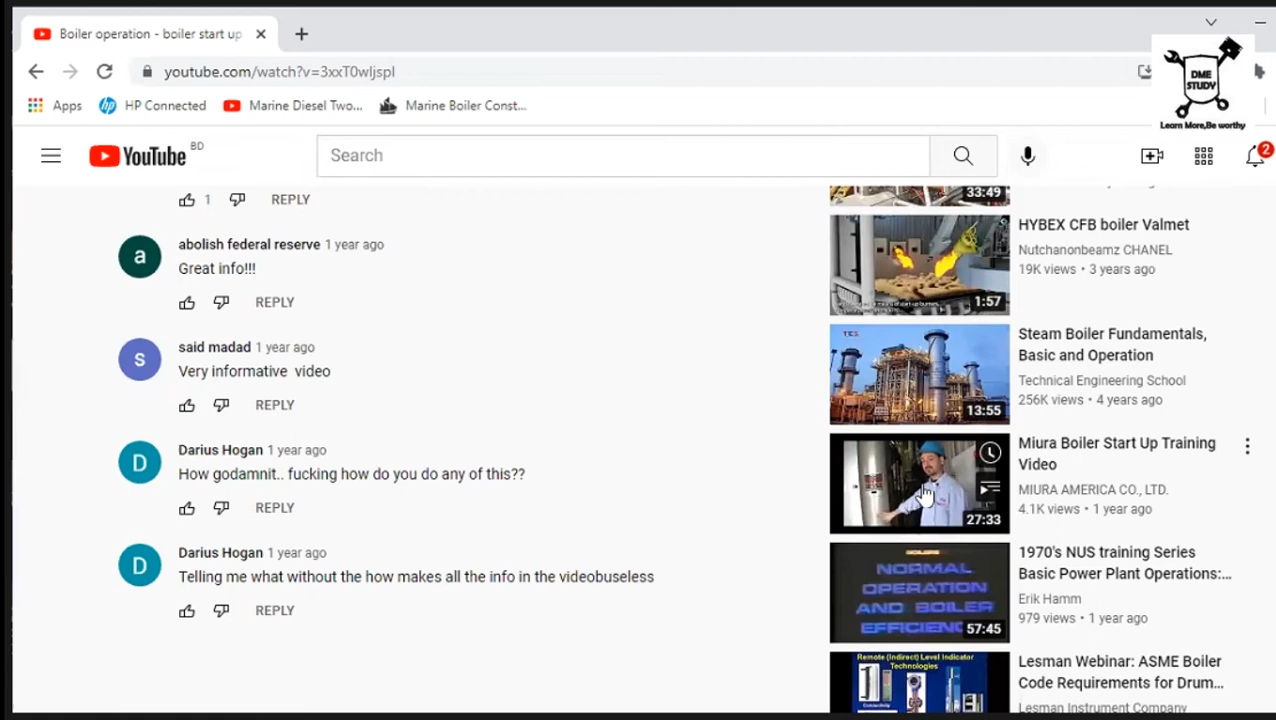 Boiler operation - boiler start up
youtube.com/watch?v=3xxT0wljspI
DME
STUDY
Learn More,Be worthy
Apps
HP Connected
Marine Diesel Two...
Marine Boiler Const...
YouTube
BD
Search
2
1
REPLY
33:49
abolish federal reserve 1 year ago
Great info!!!
REPLY
HYBEX CFB boiler Valmet
Nutchanonbeamz CHANEL
19K views • 3 years ago
1:57
said madad 1 year ago
Very informative video
REPLY
TES
Steam Boiler Fundamentals,
Basic and Operation
Technical Engineering School
256K views • 4 years ago
13:55
Darius Hogan 1 year ago
How godamnit.. fucking how do you do any of this??
REPLY
Miura Boiler Start Up Training
Video
MIURA AMERICA CO., LTD.
4.1K views • 1 year ago
27:33
Darius Hogan 1 year ago
Telling me what without the how makes all the info in the videobuseless
REPLY
NORMAL
OPERATION
AND BOILER
1970's NUS training Series
Basic Power Plant Operations:...
Erik Hamm
979 views • 1 year ago
57:45
Remote (Indirect) Level Indicator
Technologies
Lesman Webinar: ASME Boiler
Code Requirements for Drum...
Lesman Instrument Company
a
s
D
D